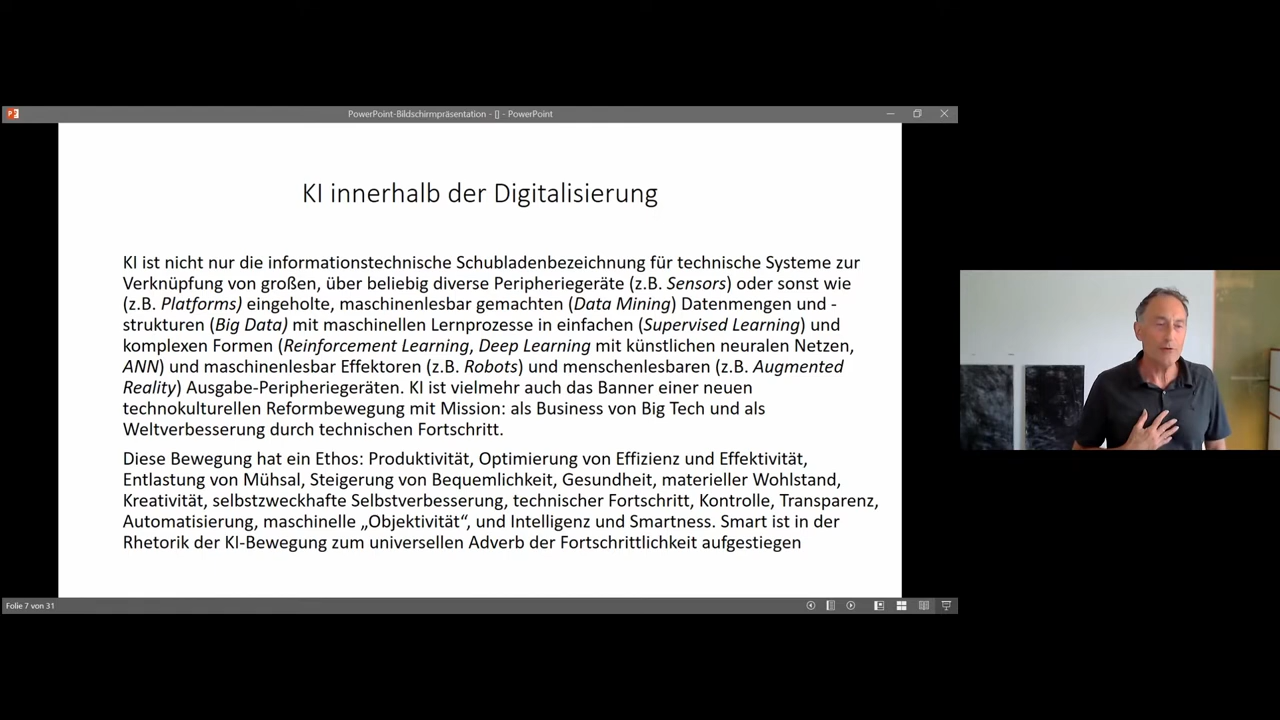 PowerPoint-Bildschirmpräsentation - [] - PowerPoint
KI innerhalb der Digitalisierung
KI ist nicht nur die informationstechnische Schubladenbezeichnung für technische Systeme zur
Verknüpfung von großen, über beliebig diverse Peripheriegeräte (z.B. Sensors) oder sonst wie
(z.B. Platforms) eingeholte, maschinenlesbar gemachten (Data Mining) Datenmengen und -
strukturen (Big Data) mit maschinellen Lernprozesse in einfachen (Supervised Learning) und
komplexen Formen (Reinforcement Learning, Deep Learning mit künstlichen neuralen Netzen,
ANN) und maschinenlesbar Effektoren (z.B. Robots) und menschenlesbaren (z.B. Augmented
Reality) Ausgabe-Peripheriegeräten. KI ist vielmehr auch das Banner einer neuen
technokulturellen Reformbewegung mit Mission: als Business von Big Tech und als
Weltverbesserung durch technischen Fortschritt.
Diese Bewegung hat ein Ethos: Produktivität, Optimierung von Effizienz und Effektivität,
Entlastung von Mühsal, Steigerung von Bequemlichkeit, Gesundheit, materieller Wohlstand,
Kreativität, selbstzweckhafte Selbstverbesserung, technischer Fortschritt, Kontrolle, Transparenz,
Automatisierung, maschinelle „Objektivität“, und Intelligenz und Smartness. Smart ist in der
Rhetorik der KI-Bewegung zum universellen Adverb der Fortschrittlichkeit aufgestiegen
Folie 7 von 31